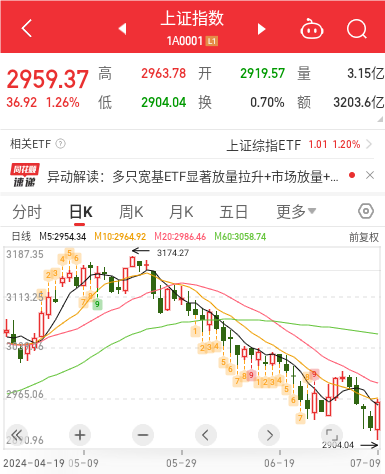 上证指数
1A0001 L1
2959.37 高 2963.78 开 2919.57 量 3.15亿
36.92 1.26% 低 2904.04 换 0.70% 额 3203.6亿
相关ETF ? 上证综指ETF 1.01 1.20%
同花顺速递 异动解读：多只宽基ETF显著放量拉升+市场放量+...
分时 日K 周K 月K 五日 更多
日线 M5:2954.34 M10:2964.92 M20:2986.46 M60:3058.74 前复权
3187.35
3174.27
3113.25
2965.06
2904.04
2024-04-19 05-09 05-29 06-19 07-09